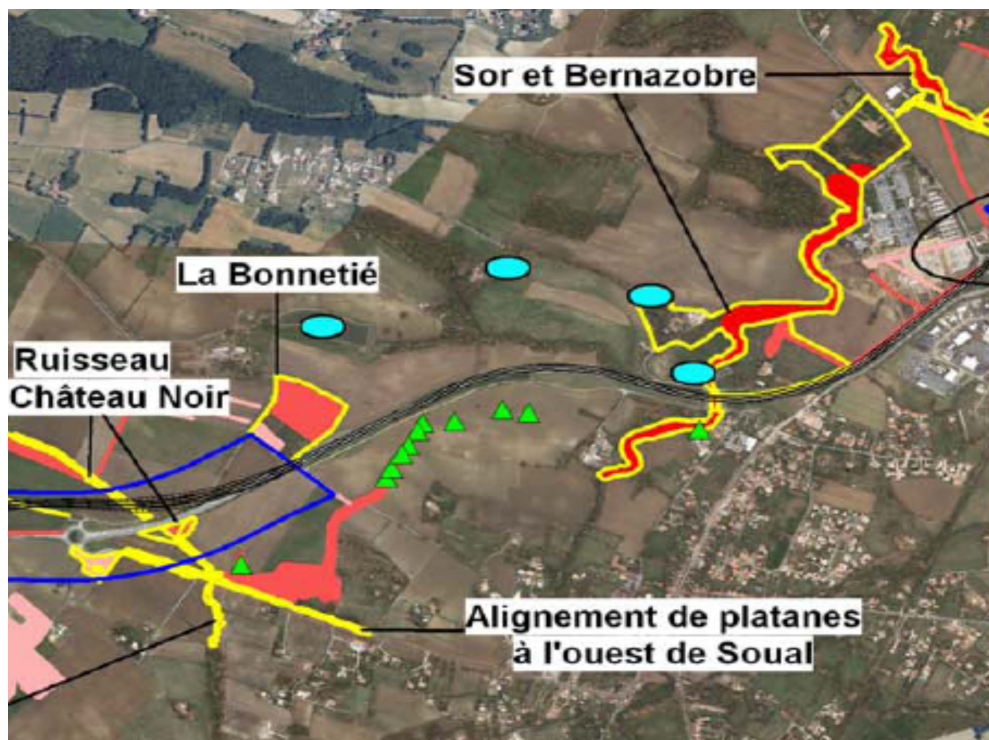 Sor et Bernazobre
La Bonnetié
Ruisseau
Château Noir
Alignement de platanes
à l'ouest de Soual